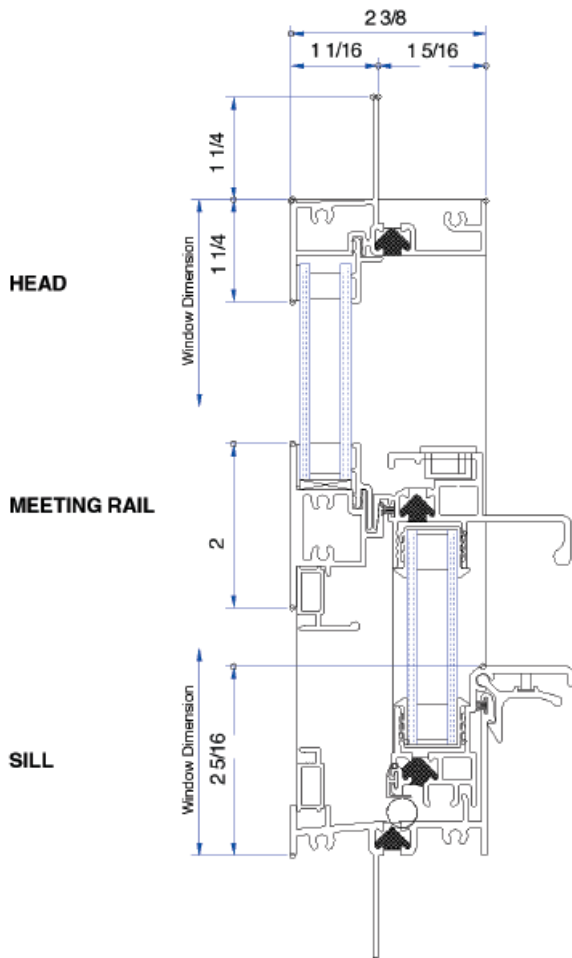 2 3/8
1 1/16
1 5/16
1 1/4
1 1/4
HEAD
Window Dimension
MEETING RAIL
2
Window Dimension
2 5/16
SILL